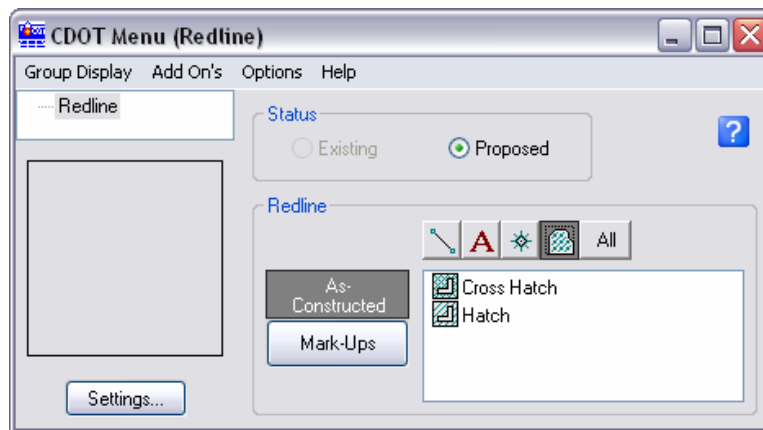 CDOT Menu (Redline)
Group Display Add On's Options Help
Redline
Status
Existing Proposed
?
Redline
A All
As-
Constructed
Mark-Ups
Cross Hatch
Hatch
Settings...